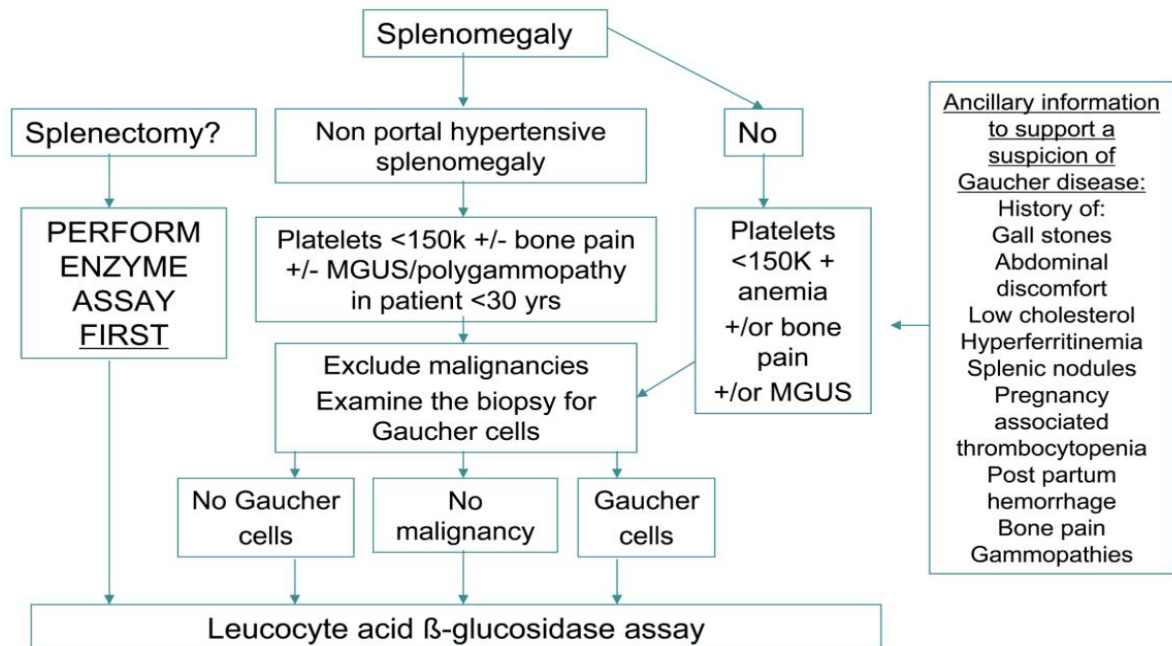 Splenomegaly
Splenectomy?
Non portal hypertensive
splenomegaly
No
PERFORM
ENZYME
ASSAY
FIRST
Platelets <150k +/- bone pain
+/- MGUS/polygammopathy
in patient <30 yrs
Platelets
<150K +
anemia
+/or bone
pain
+/or MGUS
Exclude malignancies
Examine the biopsy for
Gaucher cells
No Gaucher
cells
No
malignancy
Gaucher
cells
Leucocyte acid ß-glucosidase assay
Ancillary information
to support a
suspicion of
Gaucher disease:
History of:
Gall stones
Abdominal
discomfort
Low cholesterol
Hyperferritinemia
Splenic nodules
Pregnancy
associated
thrombocytopenia
Post partum
hemorrhage
Bone pain
Gammopathies